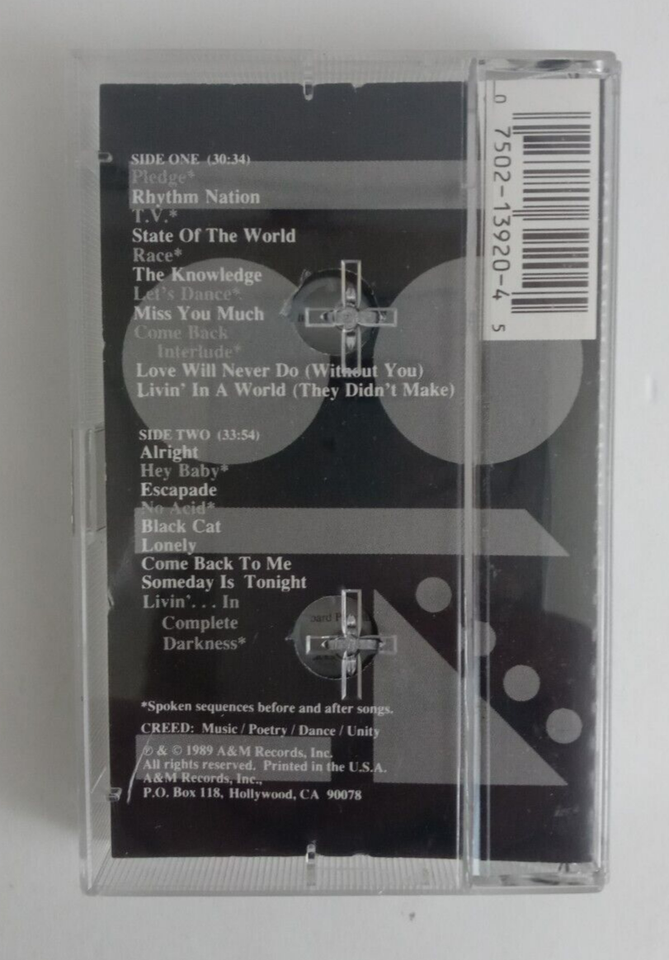 SIDE ONE (30:34)
Pledge*
Rhythm Nation
T.V.*
State Of The World
Race*
The Knowledge
Let's Dance*
Miss You Much
Come Back
Interlude*
Love Will Never Do (Without You)
Livin' In A World (They Didn't Make)
SIDE TWO (33:54)
Alright
Hey Baby*
Escapade
No Acid*
Black Cat
Lonely
Come Back To Me
Someday Is Tonight
Livin'. . . In
Complete
Darkness*
*Spoken sequences before and after songs.
CREED: Music / Poetry / Dance / Unity
℗ & © 1989 A&M Records, Inc.
All rights reserved. Printed in the U.S.A.
A&M Records, Inc.,
P.O. Box 118, Hollywood, CA 90078
0 7502-13920-4 5